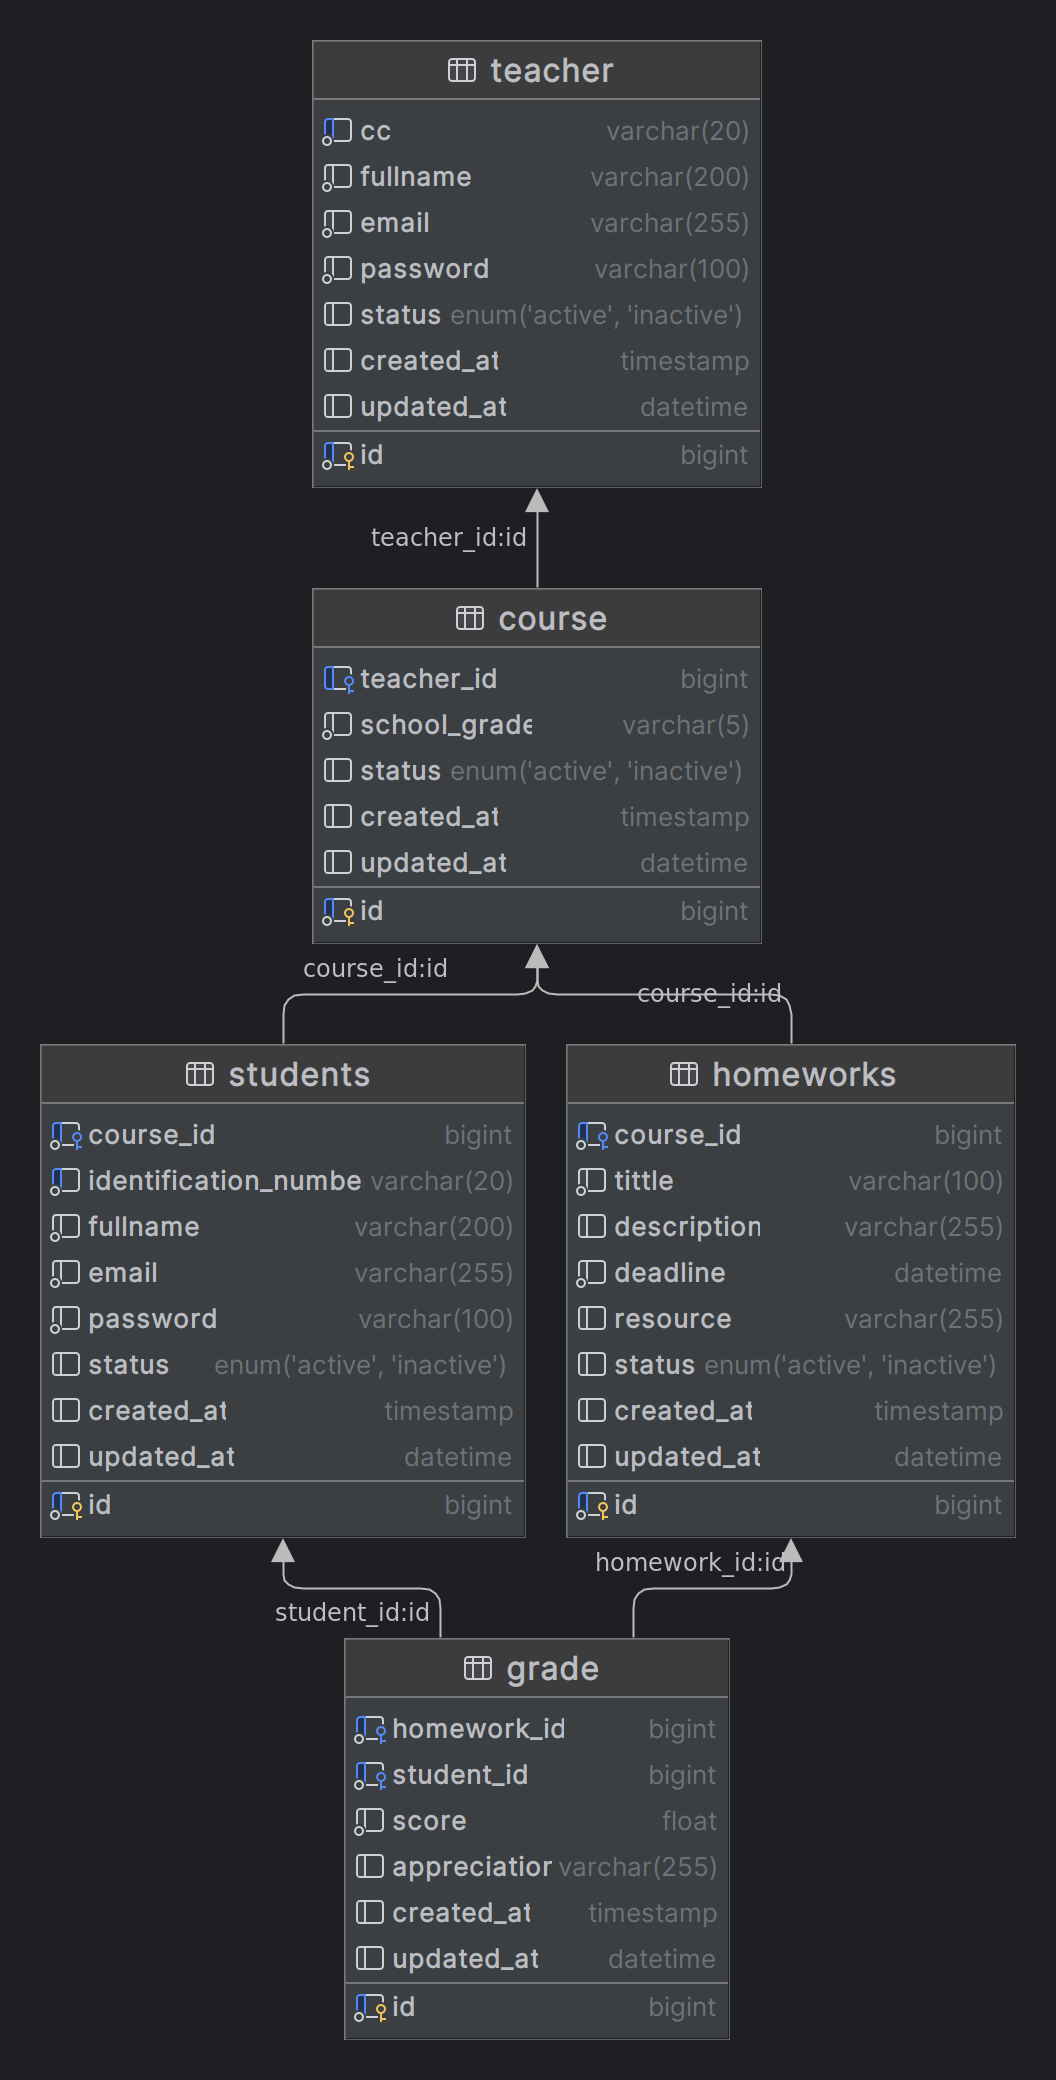 teacher
cc varchar(20)
fullname varchar(200)
email varchar(255)
password varchar(100)
status enum('active', 'inactive')
created_at timestamp
updated_at datetime
id bigint
teacher_id:id
course
teacher_id bigint
school_grade varchar(5)
status enum('active', 'inactive')
created_at timestamp
updated_at datetime
id bigint
course_id:id
course_id:id
students
course_id bigint
identification_numbe varchar(20)
fullname varchar(200)
email varchar(255)
password varchar(100)
status enum('active', 'inactive')
created_at timestamp
updated_at datetime
id bigint
homeworks
course_id bigint
tittle varchar(100)
description varchar(255)
deadline datetime
resource varchar(255)
status enum('active', 'inactive')
created_at timestamp
updated_at datetime
id bigint
homework_id:id
student_id:id
grade
homework_id bigint
student_id bigint
score float
appreciation varchar(255)
created_at timestamp
updated_at datetime
id bigint